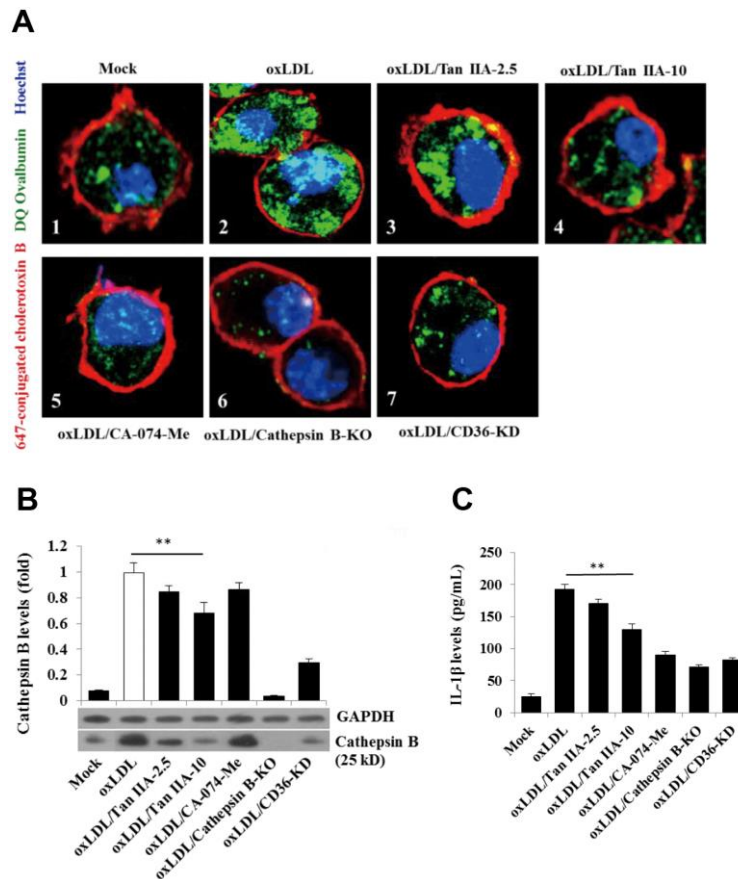 A
Mock
oxLDL
oxLDL/Tan IIA-2.5
oxLDL/Tan IIA-10
647-conjugated cholerotoxin B DQ Ovalbumin Hoechst
1
2
3
4
5
6
7
oxLDL/CA-074-Me
oxLDL/Cathepsin B-KO
oxLDL/CD36-KD
B
**
Cathepsin B levels (fold)
1.2
1
0.8
0.6
0.4
0.2
0
GAPDH
Cathepsin B
(25 kD)
Mock
oxLDL
oxLDL/Tan IIA-2.5
oxLDL/Tan IIA-10
oxLDL/CA-074-Me
oxLDL/Cathepsin B-KO
oxLDL/CD36-KD
C
**
IL-1β levels (pg/mL)
250
200
150
100
50
0
Mock
oxLDL
oxLDL/Tan IIA-2.5
oxLDL/Tan IIA-10
oxLDL/CA-074-Me
oxLDL/Cathepsin B-KO
oxLDL/CD36-KD